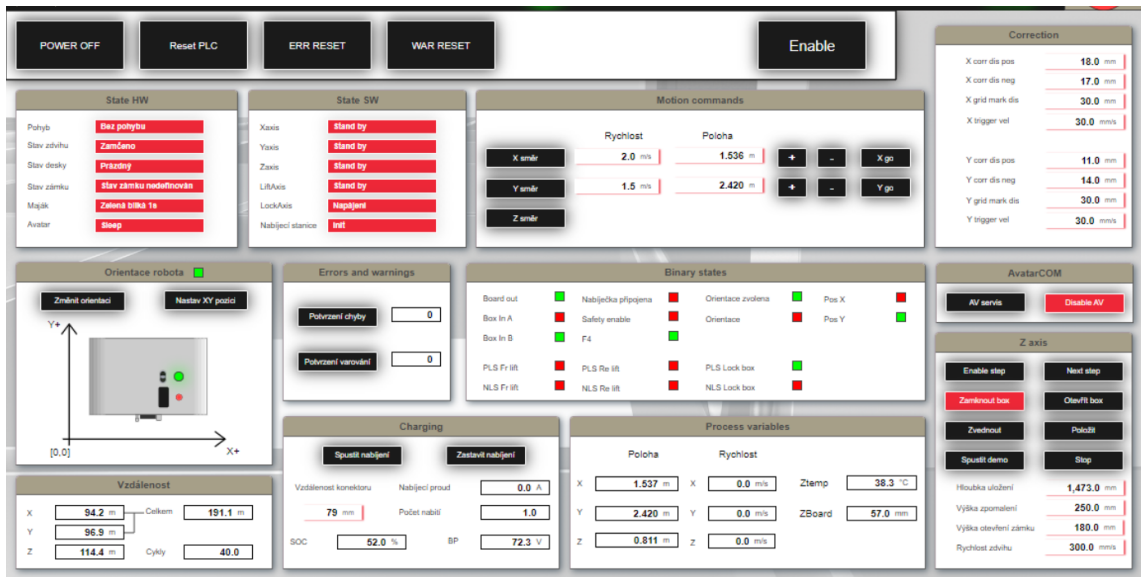 POWER OFF Reset PLC ERR RESET WAR RESET Enable
Correction
X corr dis pos 18.0 mm
X corr dis neg 17.0 mm
X grid mark dis 30.0 mm
X trigger vel 30.0 mm/s
Y corr dis pos 11.0 mm
Y corr dis neg 14.0 mm
Y grid mark dis 30.0 mm
Y trigger vel 30.0 mm/s
State HW
Pohyb Bez pohybu
Stav zdvihu Zamčeno
Stav desky Prázdný
Stav zámku Stav zámku nedefinován
Maják Zelená bliká 1s
Avatar Sleep
State SW
Xaxis Stand by
Yaxis Stand by
Zaxis Stand by
LiftAxis Stand by
LockAxis Napájení
Nabíjecí stanice Init
Motion commands
Rychlost Poloha
X směr 2.0 m/s 1.536 m + - X go
Y směr 1.5 m/s 2.420 m + - Y go
Z směr
Orientace robota
Změnit orientaci Nastav XY pozici
Y+
[0,0] X+
Errors and warnings
Potvrzení chyby 0
Potvrzení varování 0
Binary states
Board out Nabíječka připojena Orientace zvolena Pos X
Box In A Safety enable Orientace Pos Y
Box In B F4
PLS Fr lift PLS Re lift PLS Lock box
NLS Fr lift NLS Re lift NLS Lock box
AvatarCOM
AV servis Disable AV
Z axis
Enable step Next step
Zamknout box Otevřít box
Zvednout Položit
Spustit demo Stop
Hloubka uložení 1,473.0 mm
Výška zpomalení 250.0 mm
Výška otevření zámku 180.0 mm
Rychlost zdvihu 300.0 mm/s
Vzdálenost
X 94.2 m Celkem 191.1 m
Y 96.9 m
Z 114.4 m Cykly 40.0
Charging
Spustit nabíjení Zastavit nabíjení
Vzdálenost konektoru Nabíjecí proud 0.0 A
79 mm Počet nabití 1.0
SOC 52.0 % BP 72.3 V
Process variables
Poloha Rychlost
X 1.537 m X 0.0 m/s Ztemp 38.3 °C
Y 2.420 m Y 0.0 m/s ZBoard 57.0 mm
Z 0.811 m Z 0.0 m/s